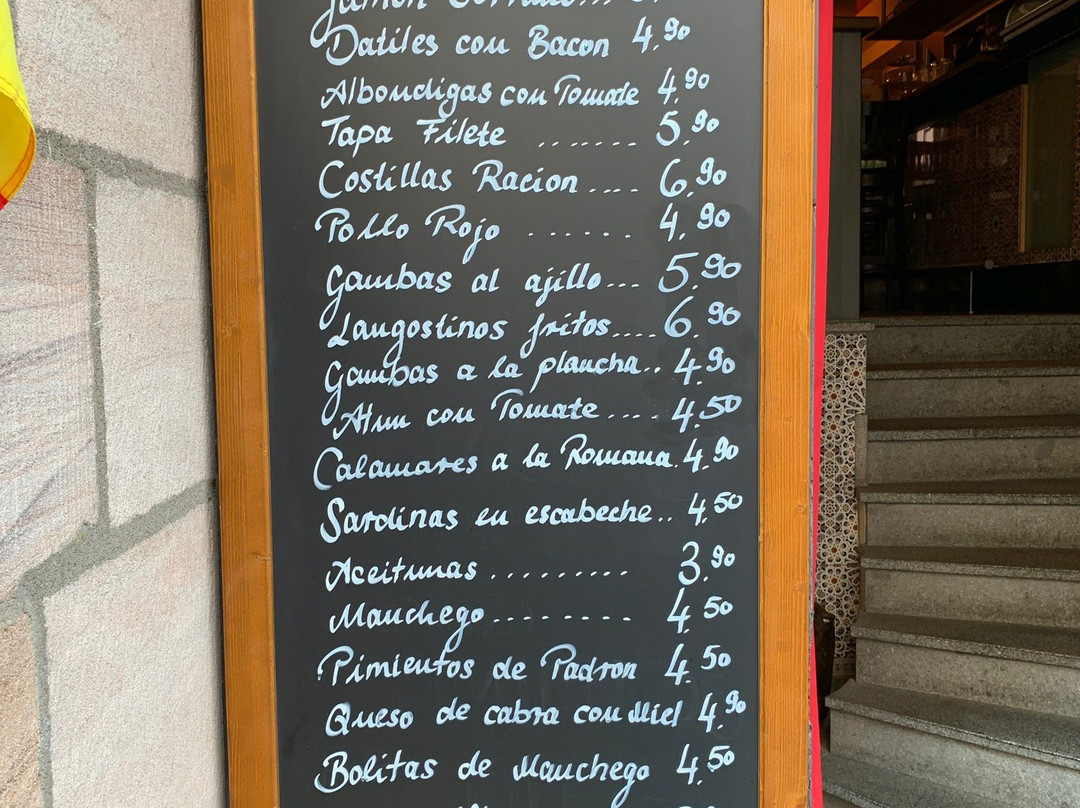 Datiles con Bacon 4.90
Albondigas con Tomate 4.90
Tapa Filete ....... 5.90
Costillas Racion .... 6.90
Pollo Rojo ...... 4.90
Gambas al ajillo... 5.90
Langostinos fritos.... 6.90
Gambas a la plancha.. 4.90
Atun con Tomate .... 4.50
Calamares a la Romana. 4.90
Sardinas en escabeche.. 4.50
Aceitunas ......... 3.90
Manchego......... 4.50
Pimientos de Padron 4.50
Queso de cabra con Miel 4.90
Bolitas de Manchego 4.50